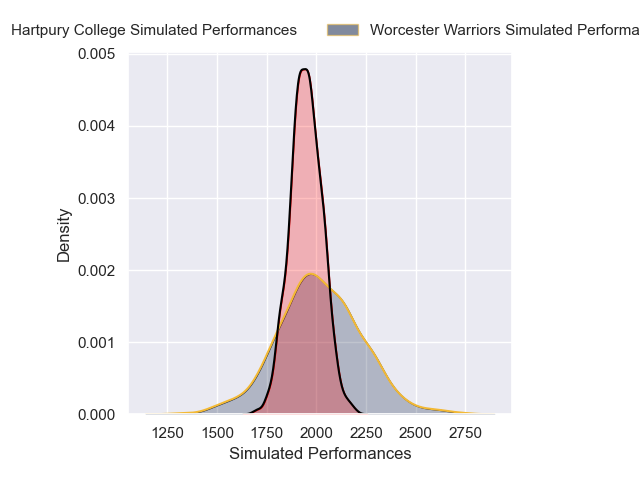 Hartpury College Simulated Performances
Worcester Warriors Simulated Performa
0.005
0.004
0.003
0.002
0.001
0.000
Density
1250 1500 1750 2000 2250 2500 2750
Simulated Performances